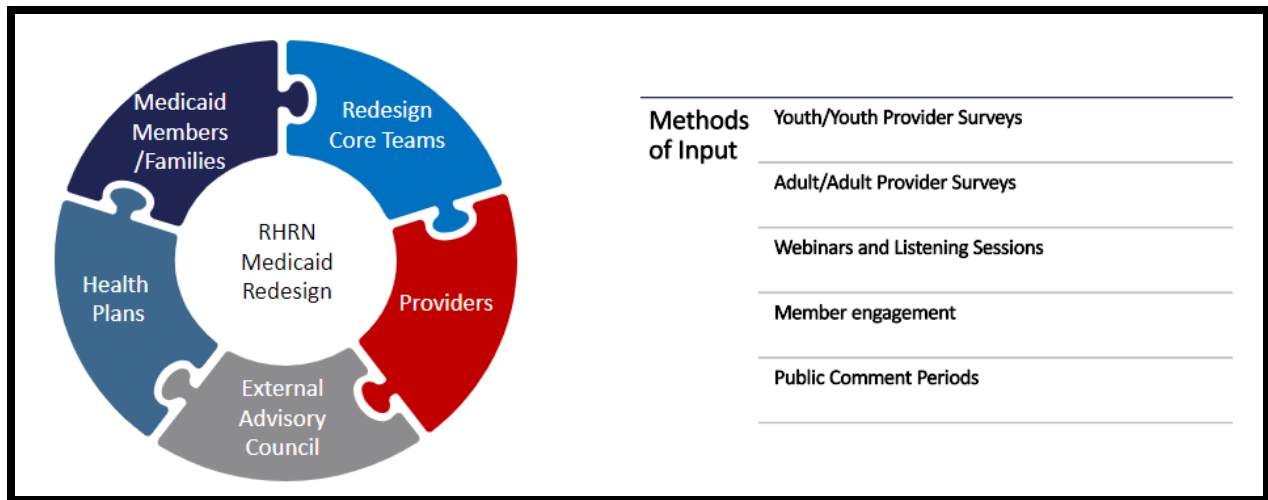 Medicaid
Members
/Families
Redesign
Core Teams
RHRN
Medicaid
Redesign
Health
Plans
Providers
External
Advisory
Council
Methods
of Input
Youth/Youth Provider Surveys
Adult/Adult Provider Surveys
Webinars and Listening Sessions
Member engagement
Public Comment Periods